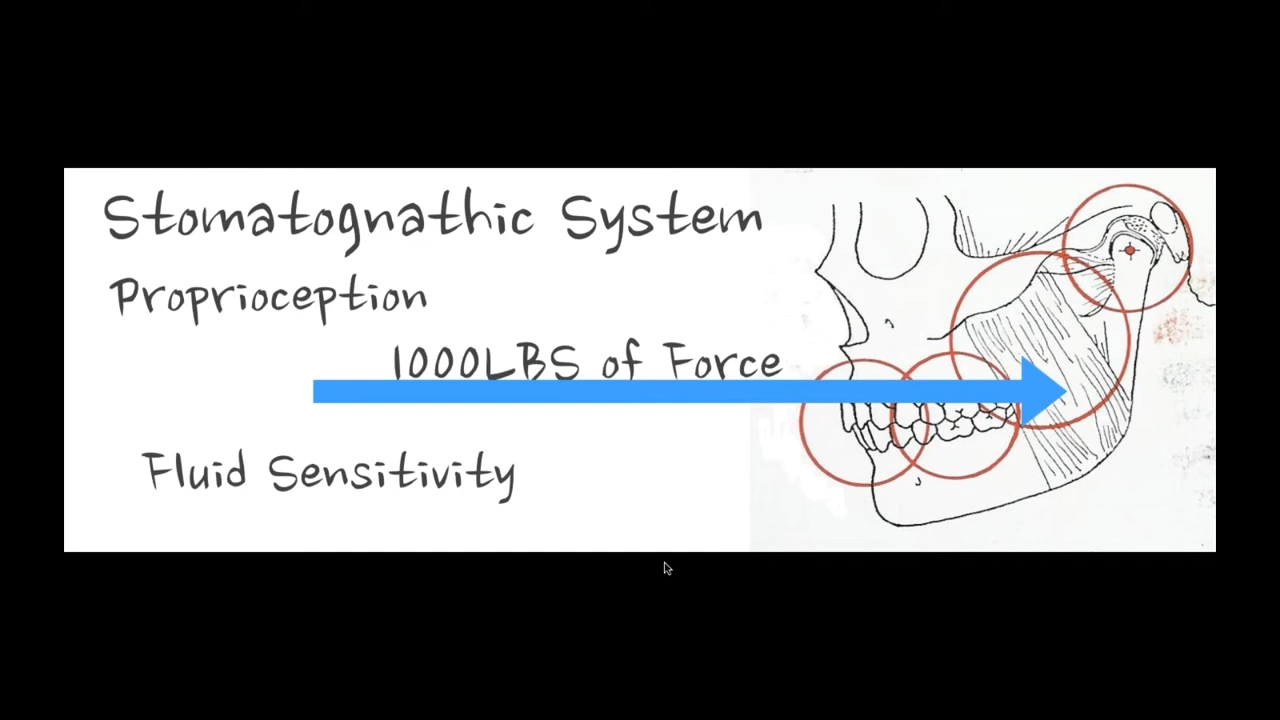 Stomatognathic System
Proprioception
1000LBS of Force
Fluid Sensitivity